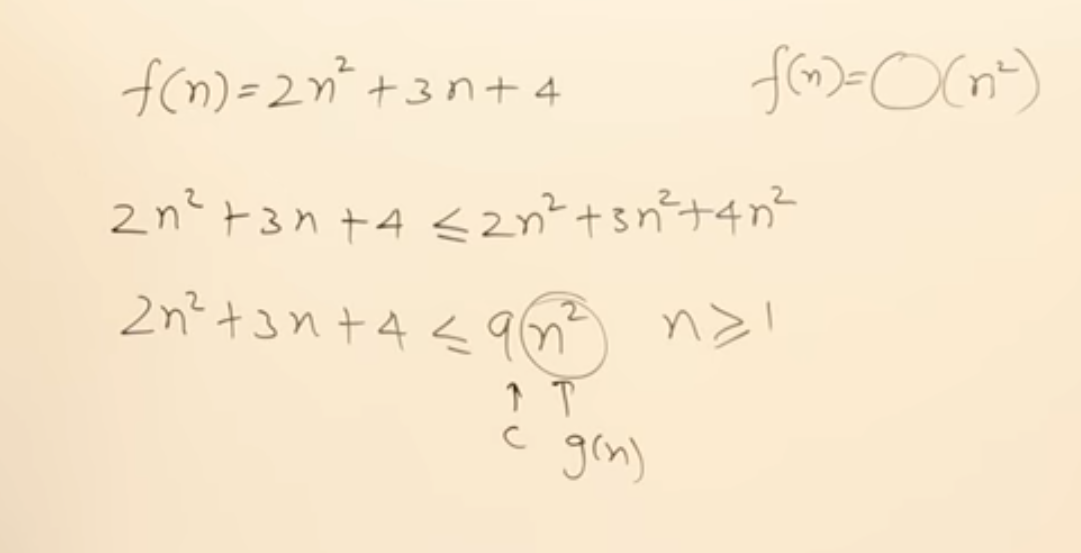 f(n)=2n²+3n+4 f(n)=O(n²)
2n²+3n+4 ≤ 2n²+3n²+4n²
2n²+3n+4 ≤ 9n² n≥1
↑ ↑
c g(n)